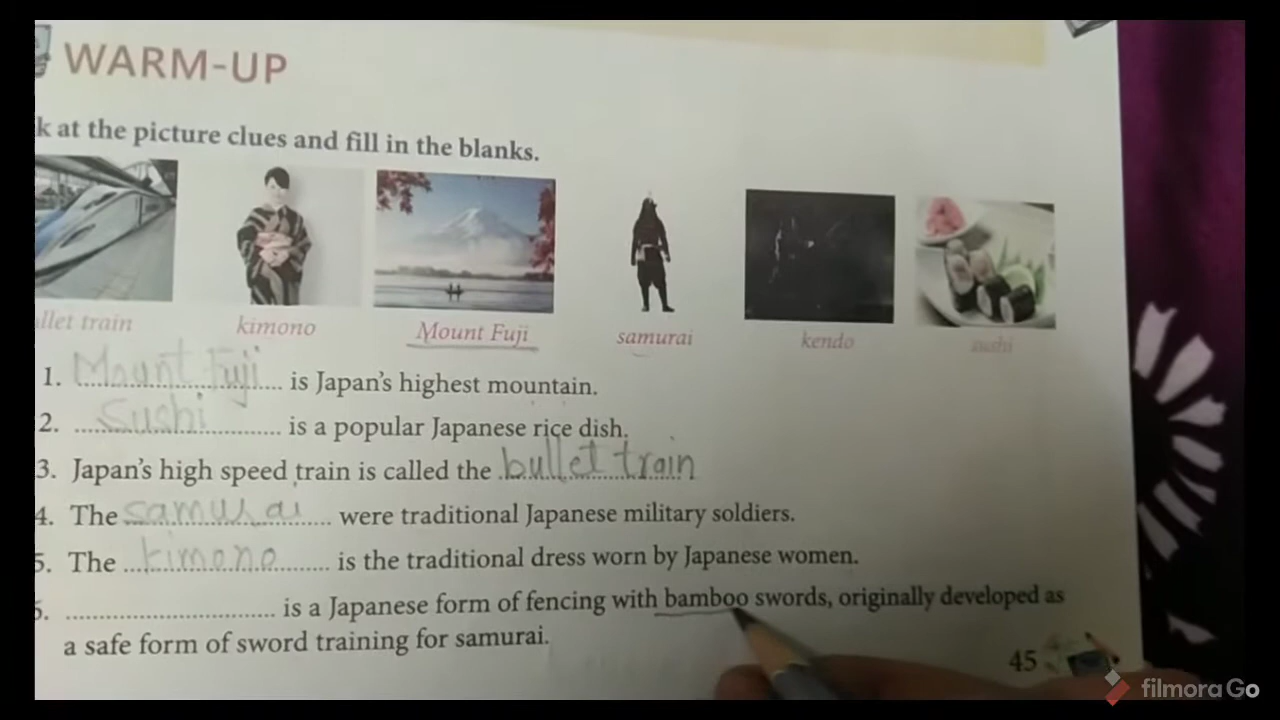 WARM-UP
k at the picture clues and fill in the blanks.
llet train kimono Mount Fuji samurai kendo sushi
1. Mount Fuji is Japan's highest mountain.
2. Sushi is a popular Japanese rice dish.
3. Japan's high speed train is called the bullet train
4. The samurai were traditional Japanese military soldiers.
5. The kimono is the traditional dress worn by Japanese women.
6. .................................... is a Japanese form of fencing with bamboo swords, originally developed as
a safe form of sword training for samurai.
45
filmoraGo